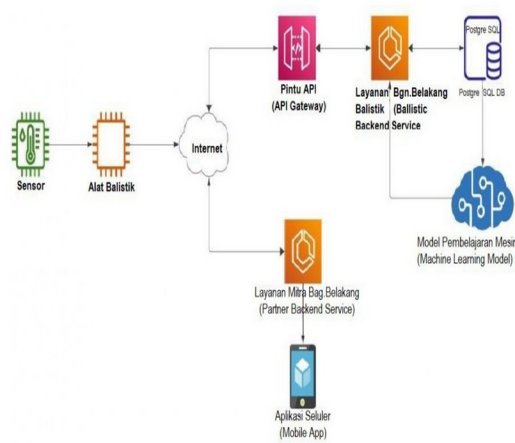 Postgre SQL
Pintu API
(API Gateway)
Layanan Bgn.Belakang
Balistik (Ballistic
Backend Service
Postgre SQL DB
Internet
Sensor
Alat Balistik
Model Pembelajaran Mesin
(Machine Learning Model)
Layanan Mitra Bag.Belakang
(Partner Backend Service)
Aplikasi Seluler
(Mobile App)